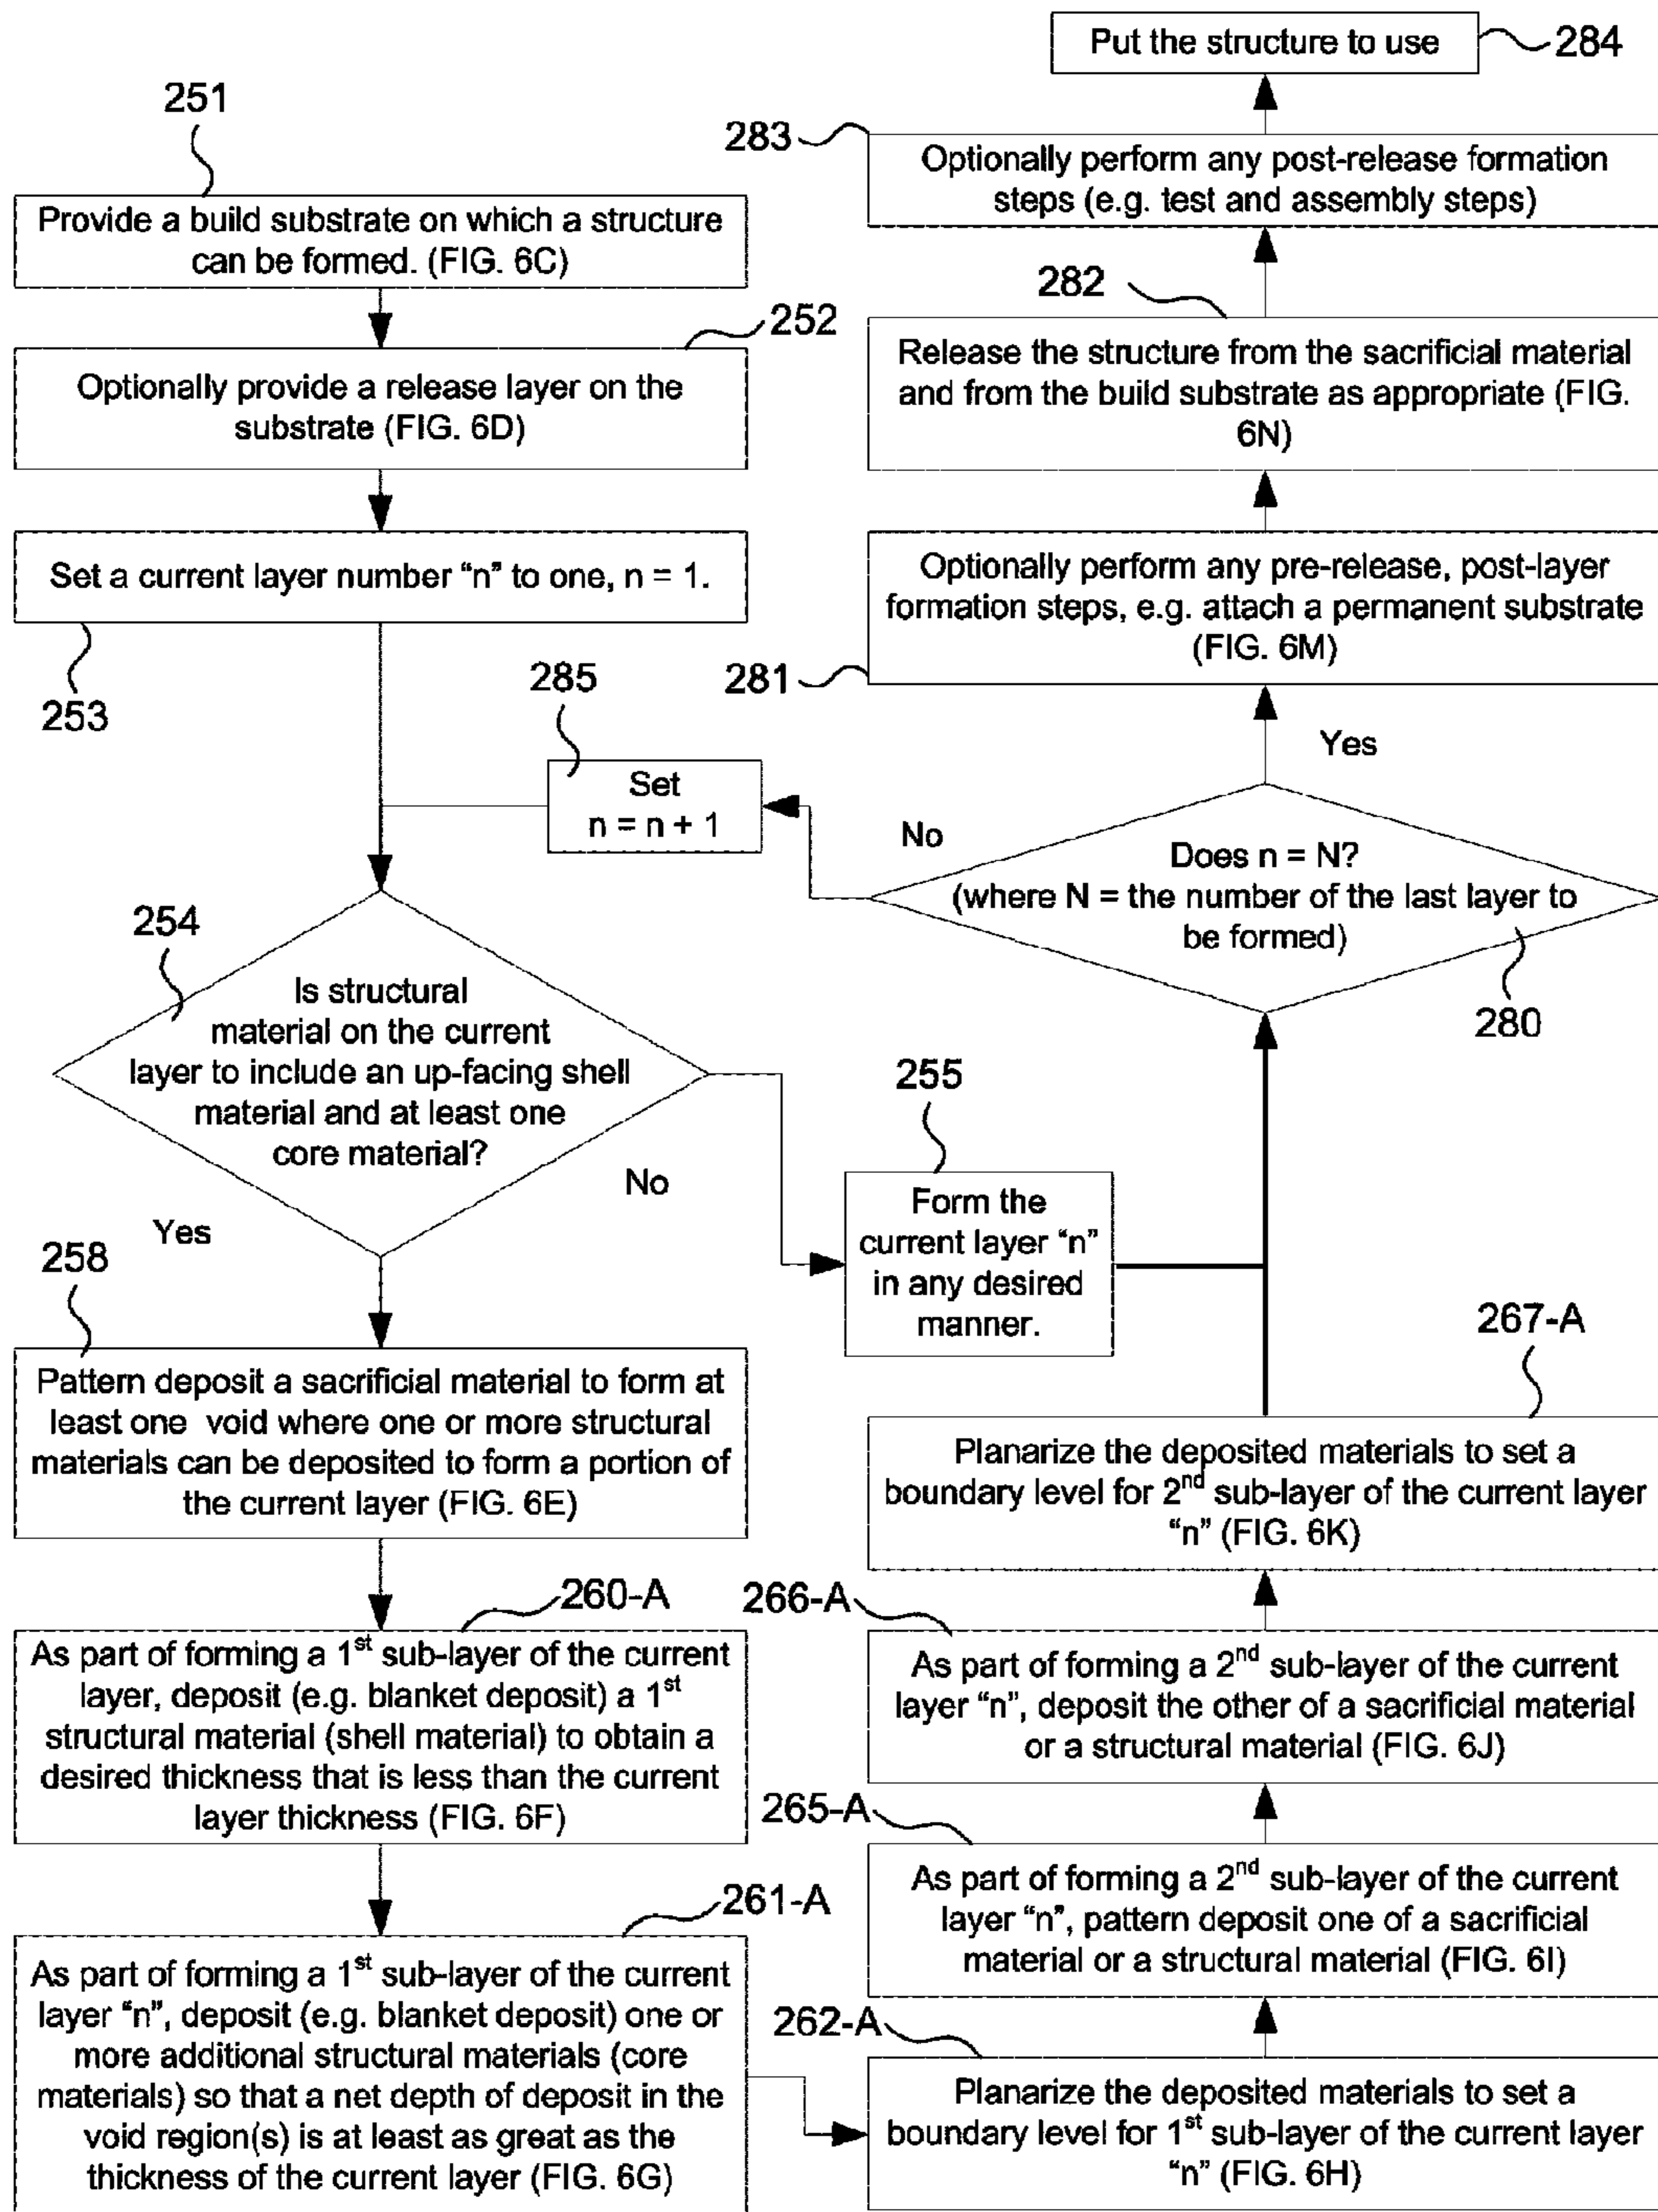 251
Provide a build substrate on which a structure
can be formed. (FIG. 6C)
252
Optionally provide a release layer on the
substrate (FIG. 6D)
Set a current layer number “n” to one, n = 1.
253
285
Set
n = n + 1
254
Is structural
material on the current
layer to include an up-facing shell
material and at least one
core material?
No
Yes
255
Form the
current layer “n”
in any desired
manner.
258
Pattern deposit a sacrificial material to form at
least one void where one or more structural
materials can be deposited to form a portion of
the current layer (FIG. 6E)
260-A
As part of forming a 1st sub-layer of the current
layer, deposit (e.g. blanket deposit) a 1st
structural material (shell material) to obtain a
desired thickness that is less than the current
layer thickness (FIG. 6F)
261-A
As part of forming a 1st sub-layer of the current
layer “n”, deposit (e.g. blanket deposit) one or
more additional structural materials (core
materials) so that a net depth of deposit in the
void region(s) is at least as great as the
thickness of the current layer (FIG. 6G)
262-A
Planarize the deposited materials to set a
boundary level for 1st sub-layer of the current layer
“n” (FIG. 6H)
265-A
As part of forming a 2nd sub-layer of the current
layer “n”, pattern deposit one of a sacrificial
material or a structural material (FIG. 6I)
266-A
As part of forming a 2nd sub-layer of the current
layer “n”, deposit the other of a sacrificial material
or a structural material (FIG. 6J)
267-A
Planarize the deposited materials to set a
boundary level for 2nd sub-layer of the current layer
“n” (FIG. 6K)
280
Does n = N?
(where N = the number of the last layer to
be formed)
No
Yes
281
Optionally perform any pre-release, post-layer
formation steps, e.g. attach a permanent substrate
(FIG. 6M)
282
Release the structure from the sacrificial material
and from the build substrate as appropriate (FIG.
6N)
283
Optionally perform any post-release formation
steps (e.g. test and assembly steps)
Put the structure to use
284